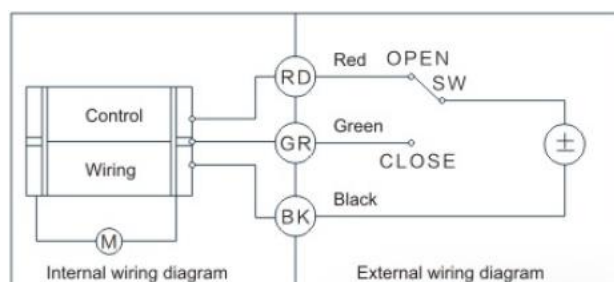 Red
OPEN
RD
SW
Control
Green
GR
±
CLOSE
Wiring
Black
BK
M
Internal wiring diagram
External wiring diagram